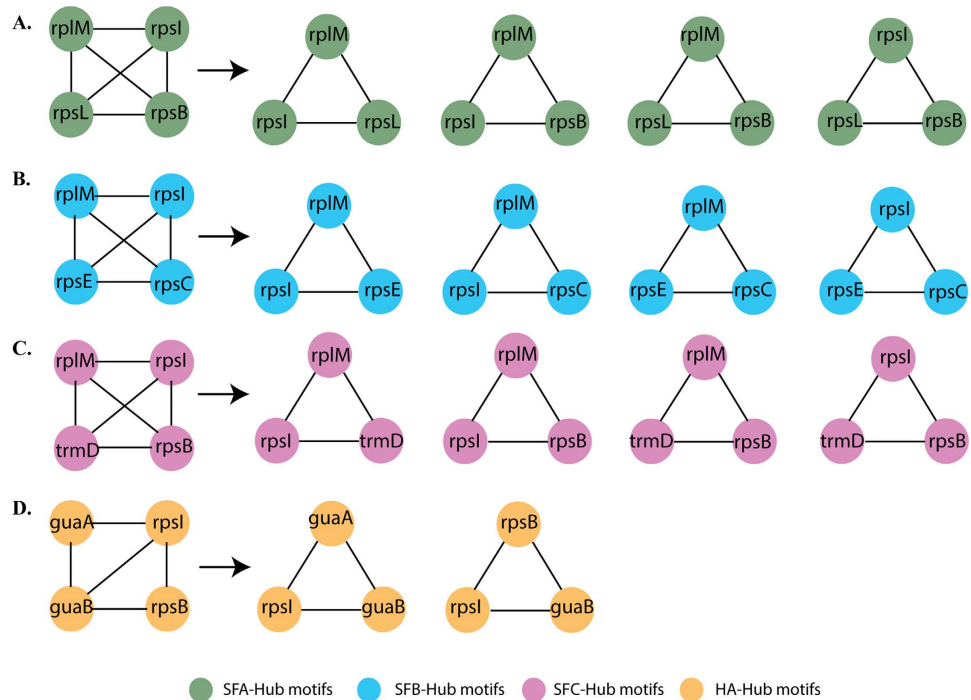 A.
rplM rpsI rplM rplM rplM rpsI
rpsL rpsB rpsI rpsL rpsI rpsB rpsL rpsB rpsL rpsB
B.
rplM rpsI rplM rplM rplM rpsI
rpsE rpsC rpsI rpsE rpsI rpsC rpsE rpsC rpsE rpsC
C.
rplM rpsI rplM rplM rplM rpsI
trmD rpsB rpsI trmD rpsI rpsB trmD rpsB trmD rpsB
D.
guaA rpsI guaA rpsB
guaB rpsB rpsI guaB rpsI guaB
SFA-Hub motifs SFB-Hub motifs SFC-Hub motifs HA-Hub motifs